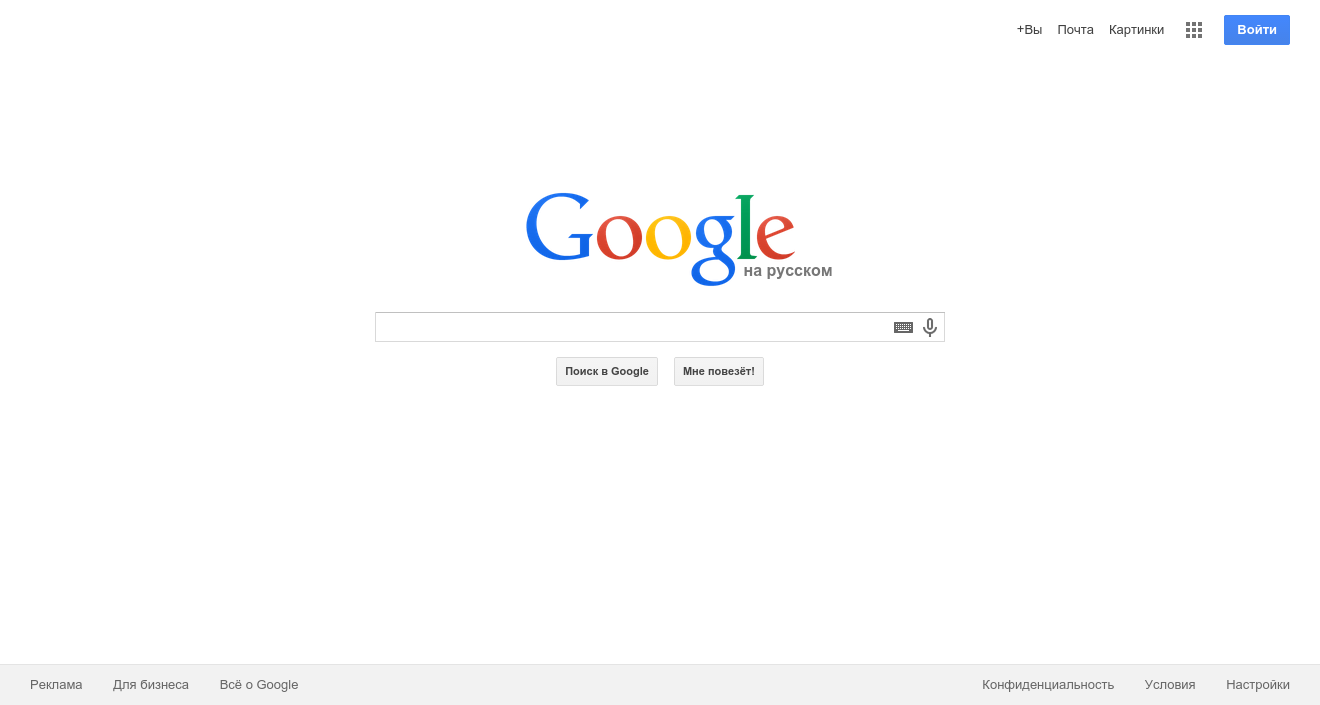 +Вы Почта Картинки Войти
Google
на русском
Поиск в Google Мне повезёт!
Реклама Для бизнеса Всё о Google Конфиденциальность Условия Настройки